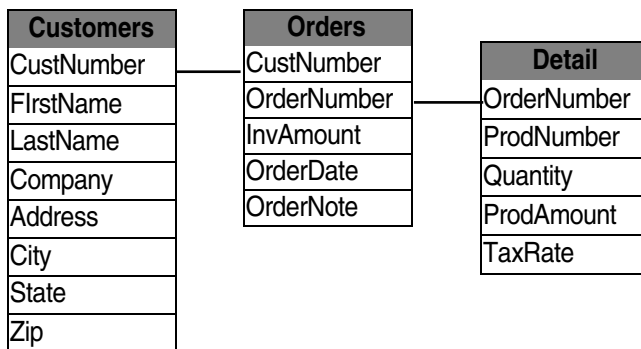 Customers
CustNumber
FIrstName
LastName
Company
Address
City
State
Zip
Orders
CustNumber
OrderNumber
InvAmount
OrderDate
OrderNote
Detail
OrderNumber
ProdNumber
Quantity
ProdAmount
TaxRate